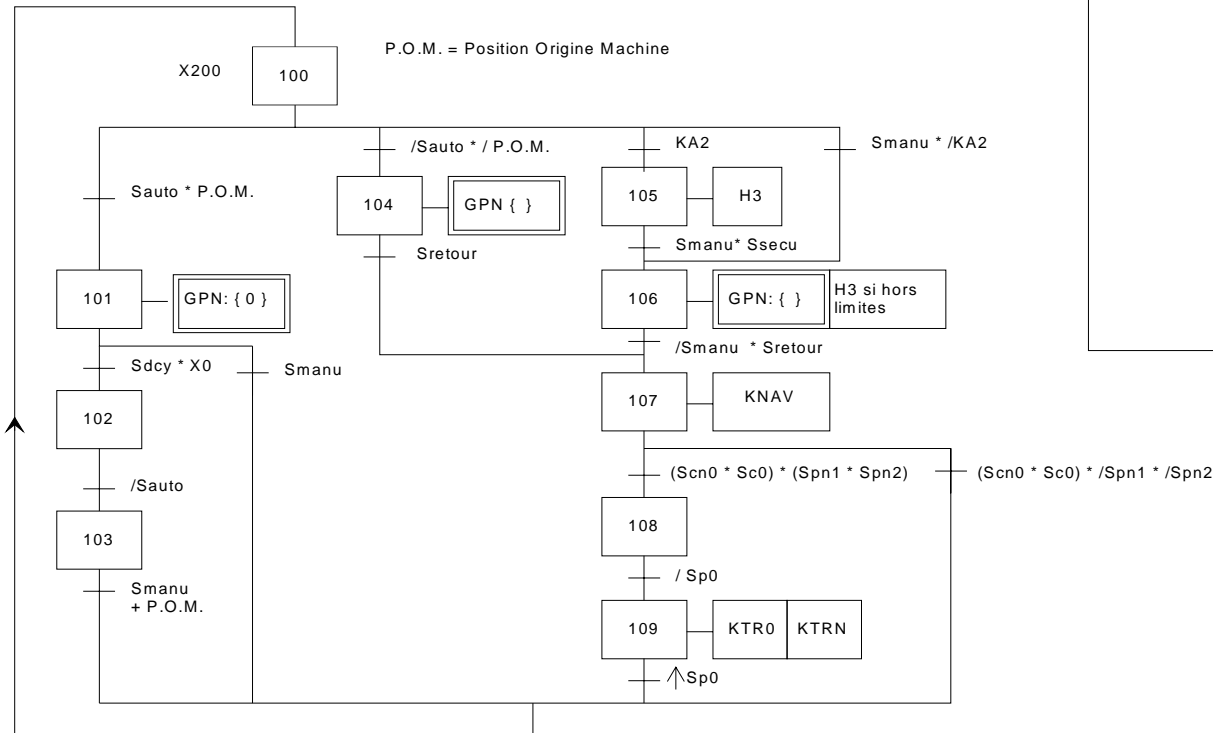 P.O.M. = Position Origine Machine
X200
100
/Sauto * / P.O.M.
KA2
Smanu * /KA2
Sauto * P.O.M.
104
GPN { }
105
H3
Sretour
Smanu* Ssecu
101
GPN: { 0 }
106
GPN: { }
H3 si hors
limites
/Smanu * Sretour
Sdcy * X0
Smanu
107
KNAV
102
(Scn0 * Sc0) * (Spn1 * Spn2)
(Scn0 * Sc0) * /Spn1 * /Spn2
/Sauto
108
103
/ Sp0
Smanu
+ P.O.M.
109
KTR0
KTRN
Sp0